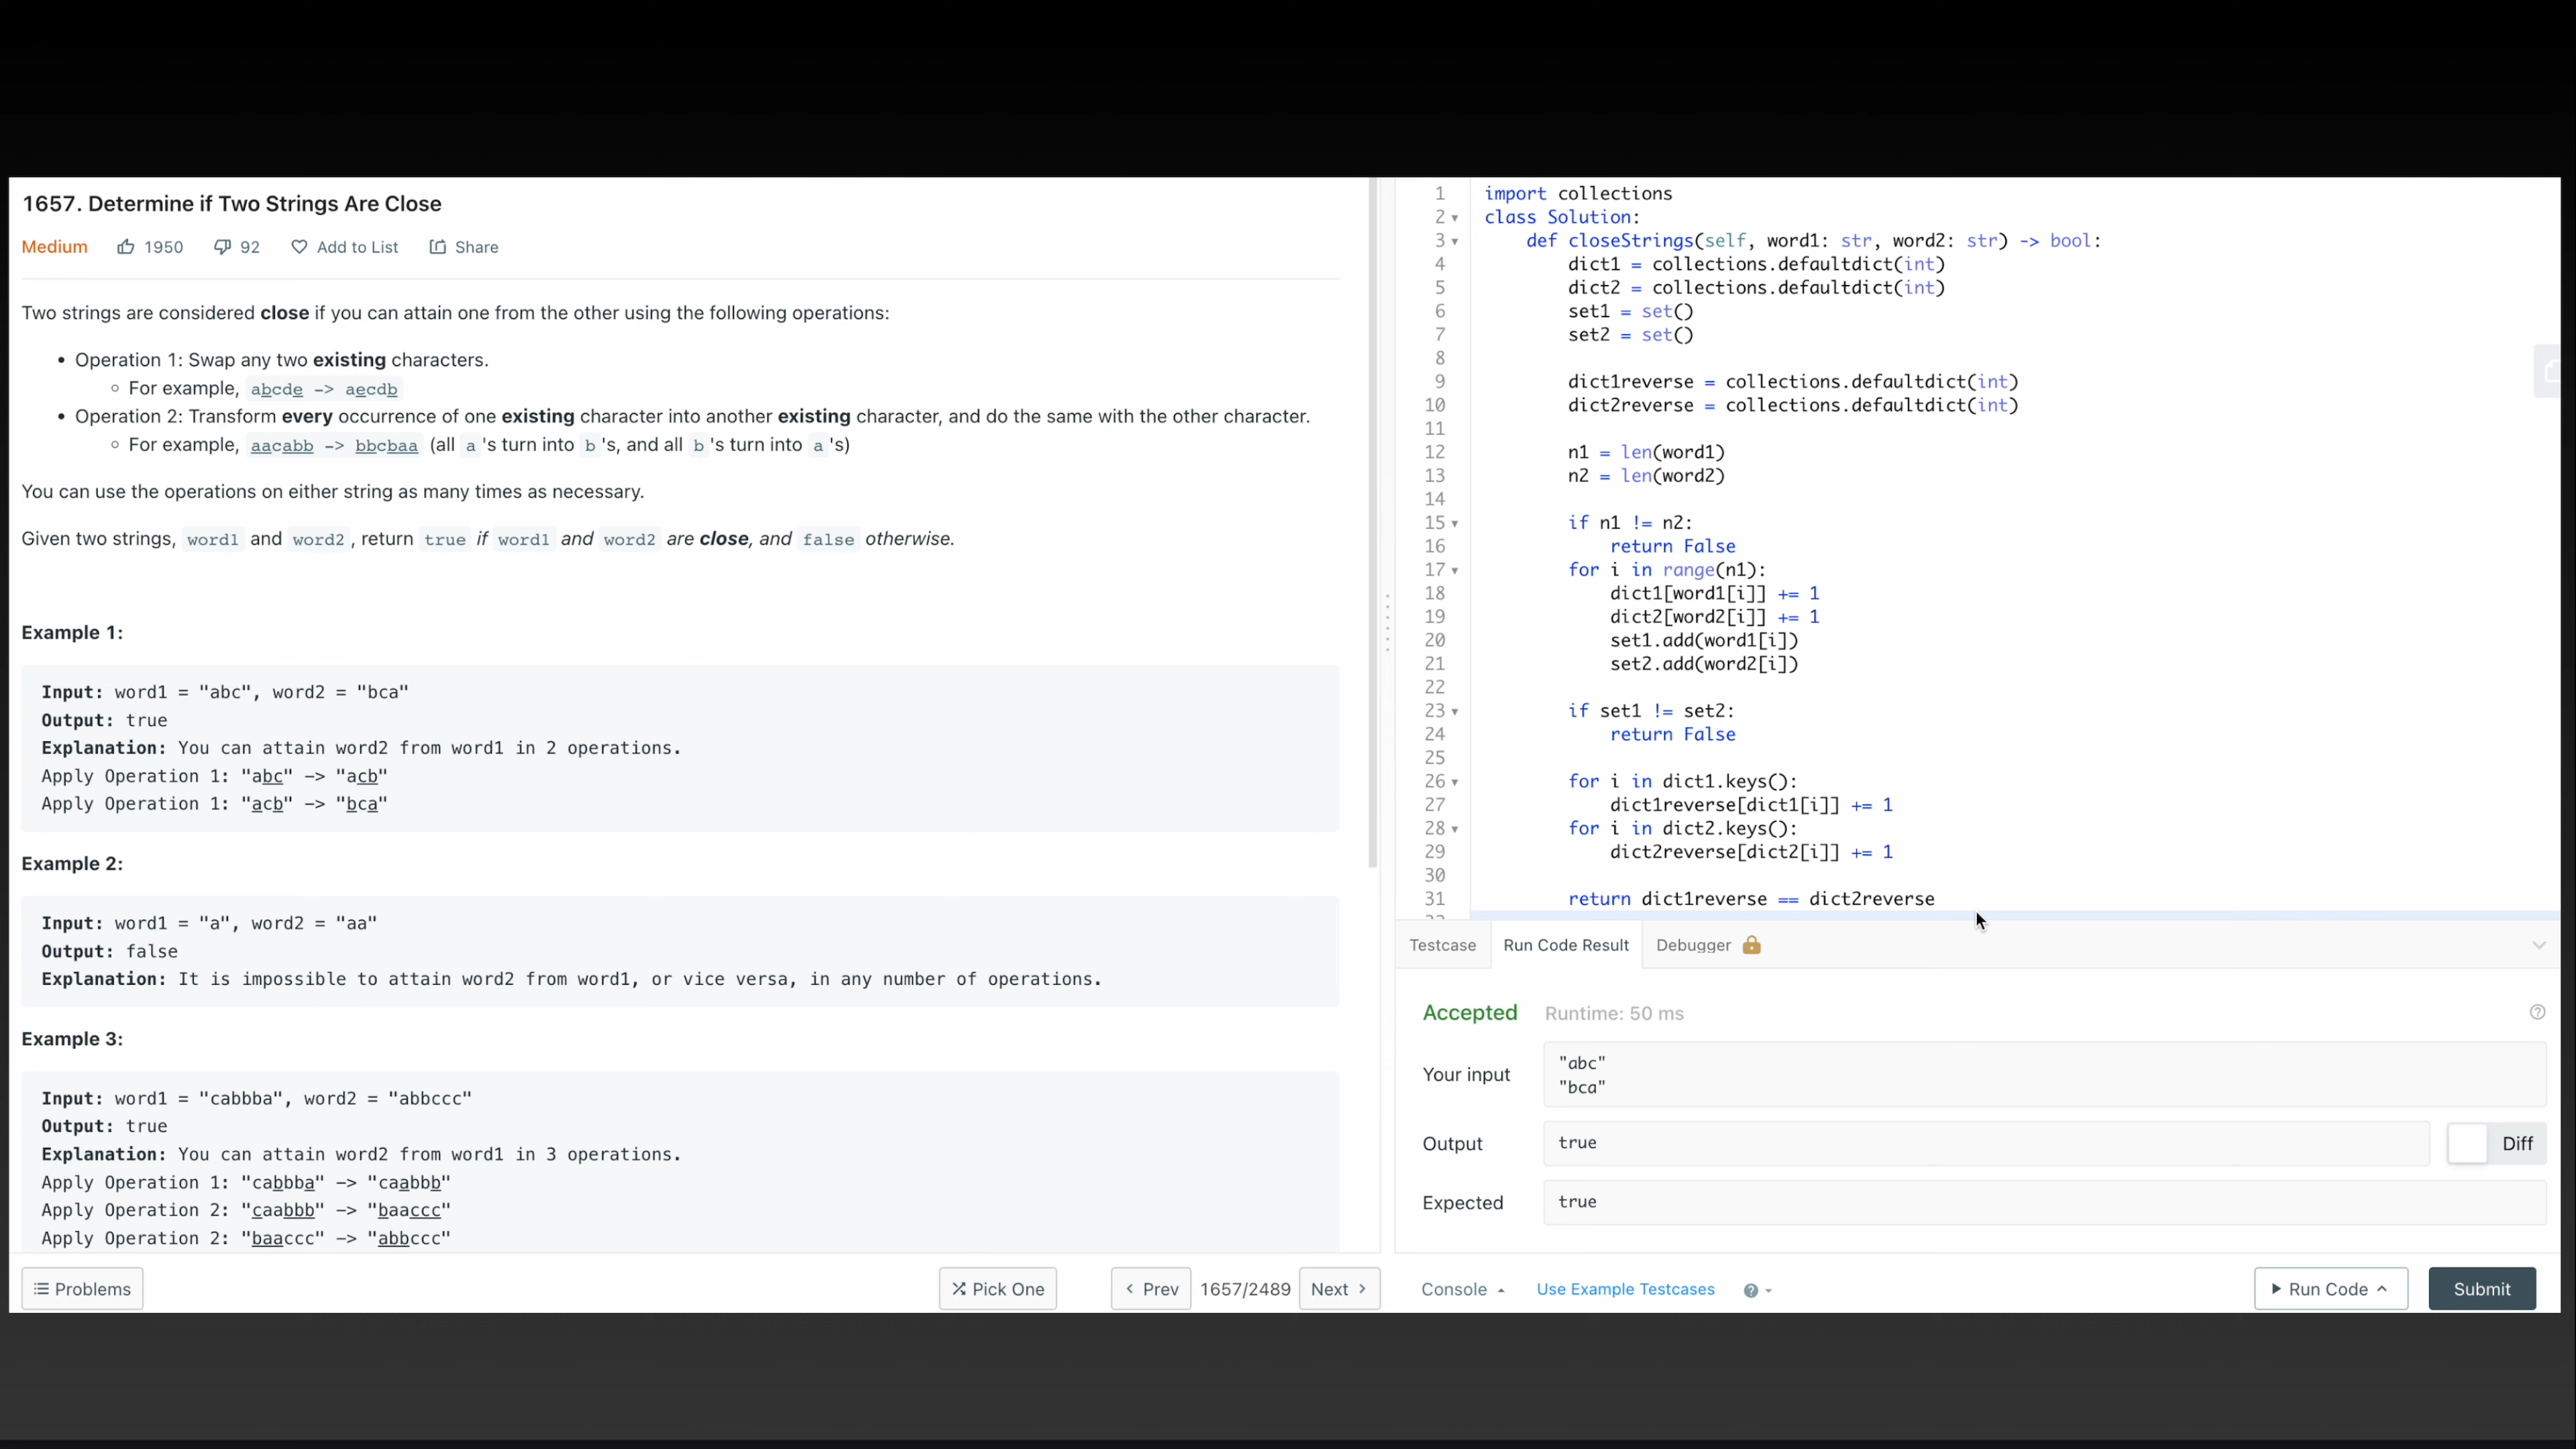 1657. Determine if Two Strings Are Close
Medium 1950 92 Add to List Share
Two strings are considered close if you can attain one from the other using the following operations:
• Operation 1: Swap any two existing characters.
○ For example, abcde -> aecdb
• Operation 2: Transform every occurrence of one existing character into another existing character, and do the same with the other character.
○ For example, aacabb -> bbcbaa (all a 's turn into b 's, and all b 's turn into a 's)
You can use the operations on either string as many times as necessary.
Given two strings, word1 and word2 , return true if word1 and word2 are close, and false otherwise.
Example 1:
Input: word1 = "abc", word2 = "bca"
Output: true
Explanation: You can attain word2 from word1 in 2 operations.
Apply Operation 1: "abc" -> "acb"
Apply Operation 1: "acb" -> "bca"
Example 2:
Input: word1 = "a", word2 = "aa"
Output: false
Explanation: It is impossible to attain word2 from word1, or vice versa, in any number of operations.
Example 3:
Input: word1 = "cabbba", word2 = "abbccc"
Output: true
Explanation: You can attain word2 from word1 in 3 operations.
Apply Operation 1: "cabbba" -> "caabbb"
Apply Operation 2: "caabbb" -> "baaccc"
Apply Operation 2: "baaccc" -> "abbccc"
Problems Pick One Prev 1657/2489 Next
1 import collections
2 class Solution:
3 def closeStrings(self, word1: str, word2: str) -> bool:
4 dict1 = collections.defaultdict(int)
5 dict2 = collections.defaultdict(int)
6 set1 = set()
7 set2 = set()
8
9 dict1reverse = collections.defaultdict(int)
10 dict2reverse = collections.defaultdict(int)
11
12 n1 = len(word1)
13 n2 = len(word2)
14
15 if n1 != n2:
16 return False
17 for i in range(n1):
18 dict1[word1[i]] += 1
19 dict2[word2[i]] += 1
20 set1.add(word1[i])
21 set2.add(word2[i])
22
23 if set1 != set2:
24 return False
25
26 for i in dict1.keys():
27 dict1reverse[dict1[i]] += 1
28 for i in dict2.keys():
29 dict2reverse[dict2[i]] += 1
30
31 return dict1reverse == dict2reverse
Testcase Run Code Result Debugger
Accepted Runtime: 50 ms
Your input "abc"
"bca"
Output true Diff
Expected true
Console Use Example Testcases Run Code Submit